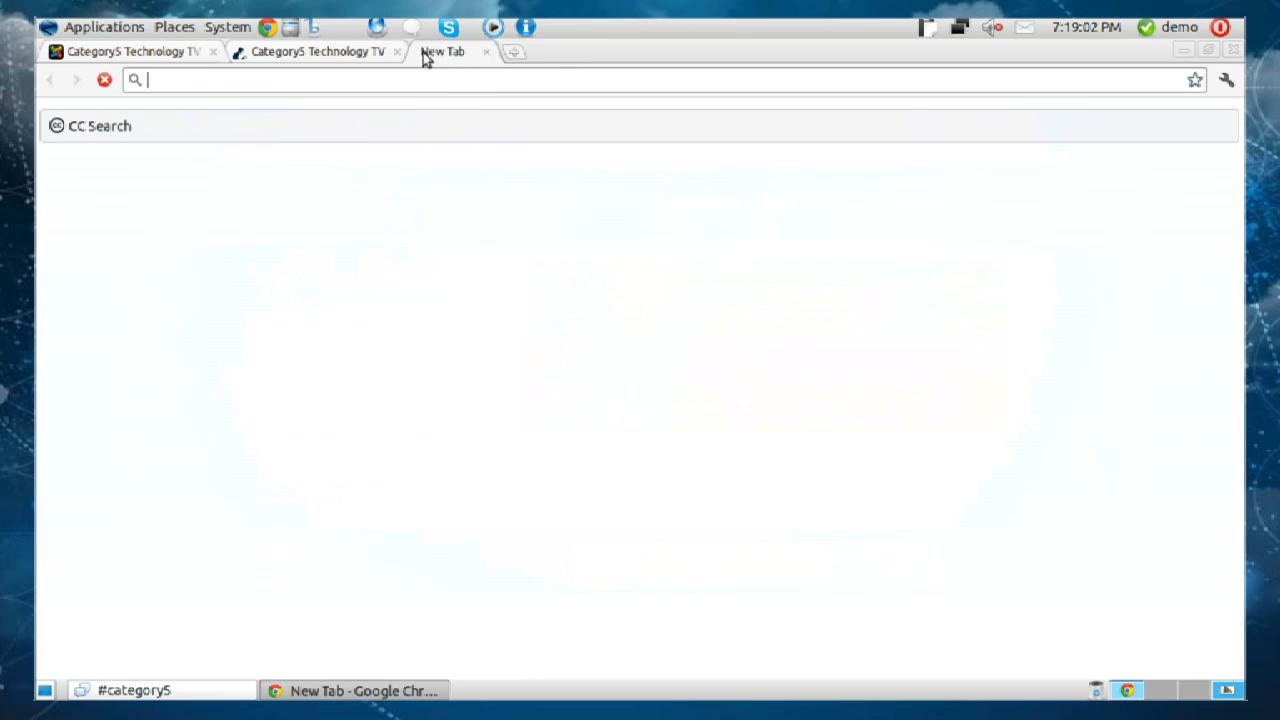 Applications Places System 7:19:02 PM demo
Category5 Technology TV Category5 Technology TV New Tab
CC Search
#category5 New Tab - Google Chr...